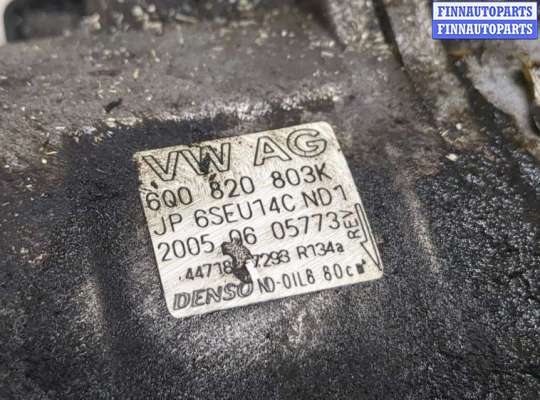 FINNAUTOPARTS
FINNAUTOPARTS
VW AG
6Q0 820 803K
JP 6SEU14C ND1
2005 06 05773
REV
7293 R134a
DENSO ND-OIL8 80cm³